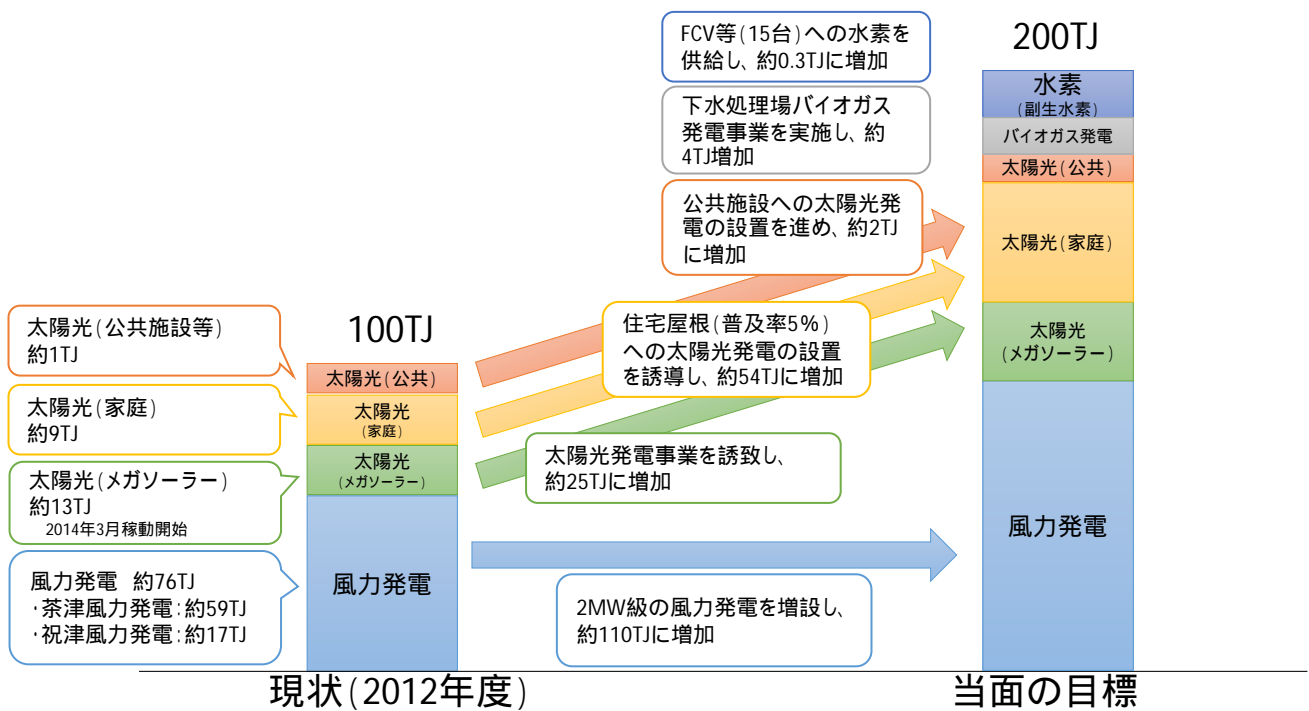 FCV等(15台)への水素を
供給し、約0.3TJに増加
200TJ
水素
(副生水素)
下水処理場バイオガス
発電事業を実施し、約
4TJ増加
バイオガス発電
太陽光(公共)
公共施設への太陽光発
電の設置を進め、約2TJ
に増加
太陽光(家庭)
太陽光(公共施設等)
約1TJ
100TJ
住宅屋根(普及率5%)
への太陽光発電の設置
を誘導し、約54TJに増加
太陽光
(メガソーラー)
太陽光(公共)
太陽光(家庭)
約9TJ
太陽光
(家庭)
太陽光(メガソーラー)
約13TJ
2014年3月稼動開始
太陽光
(メガソーラー)
太陽光発電事業を誘致し、
約25TJに増加
風力発電
風力発電 約76TJ
・茶津風力発電:約59TJ
・祝津風力発電:約17TJ
風力発電
2MW級の風力発電を増設し、
約110TJに増加
現状(2012年度)
当面の目標